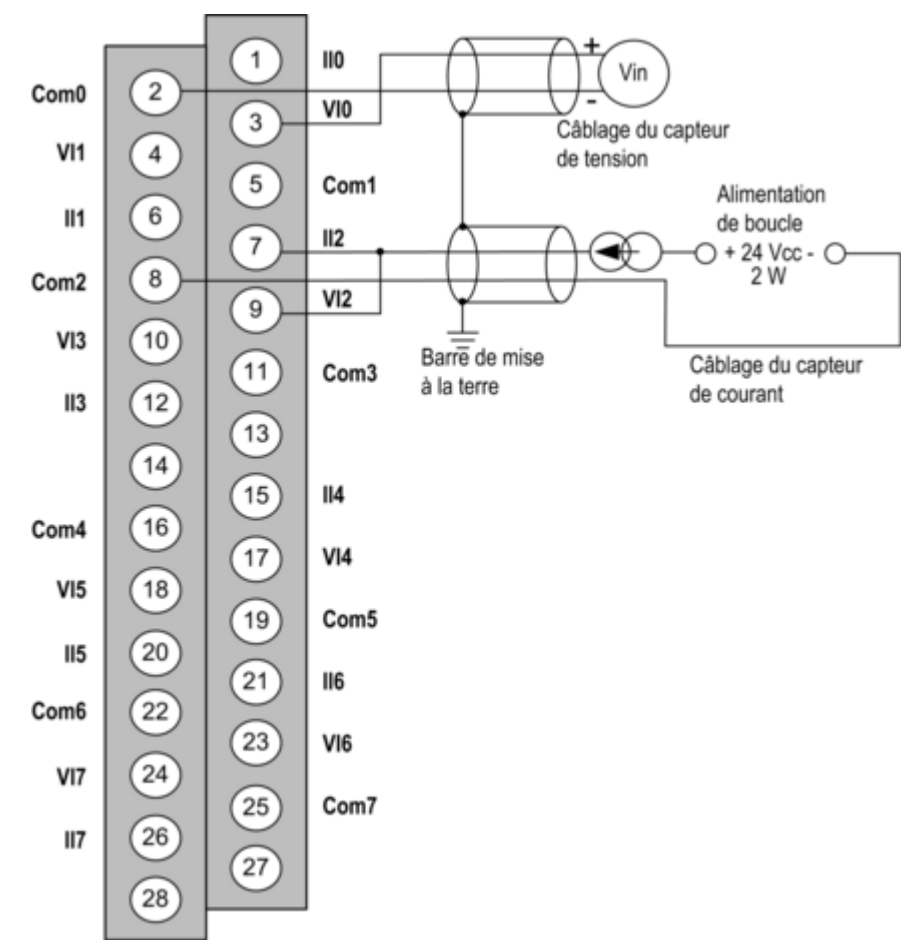 1 II0
Com0 2
3 VI0
VI1 4
5 Com1
II1 6
7 II2
Com2 8
9 VI2
VI3 10
11 Com3
II3 12
13
14
15 II4
Com4 16
17 VI4
VI5 18
19 Com5
II5 20
21 II6
Com6 22
23 VI6
VI7 24
25 Com7
II7 26
27
28
+
Vin
-
Câblage du capteur
de tension
Alimentation
de boucle
+ 24 Vcc -
2 W
Barre de mise
à la terre
Câblage du capteur
de courant